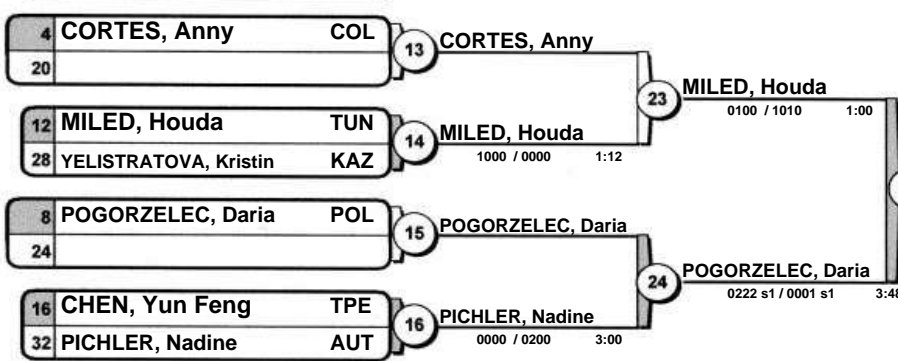 4 CORTES, Anny COL
20
13 CORTES, Anny
12 MILED, Houda TUN
28 YELISTRATOVA, Kristin KAZ
14 MILED, Houda
1000 / 0000 1:12
23 MILED, Houda
0100 / 1010 1:00
8 POGORZELEC, Daria POL
24
15 POGORZELEC, Daria
16 CHEN, Yun Feng TPE
32 PICHLER, Nadine AUT
16 PICHLER, Nadine
0000 / 0200 3:00
24 POGORZELEC, Daria
0222 s1 / 0001 s1 3:48